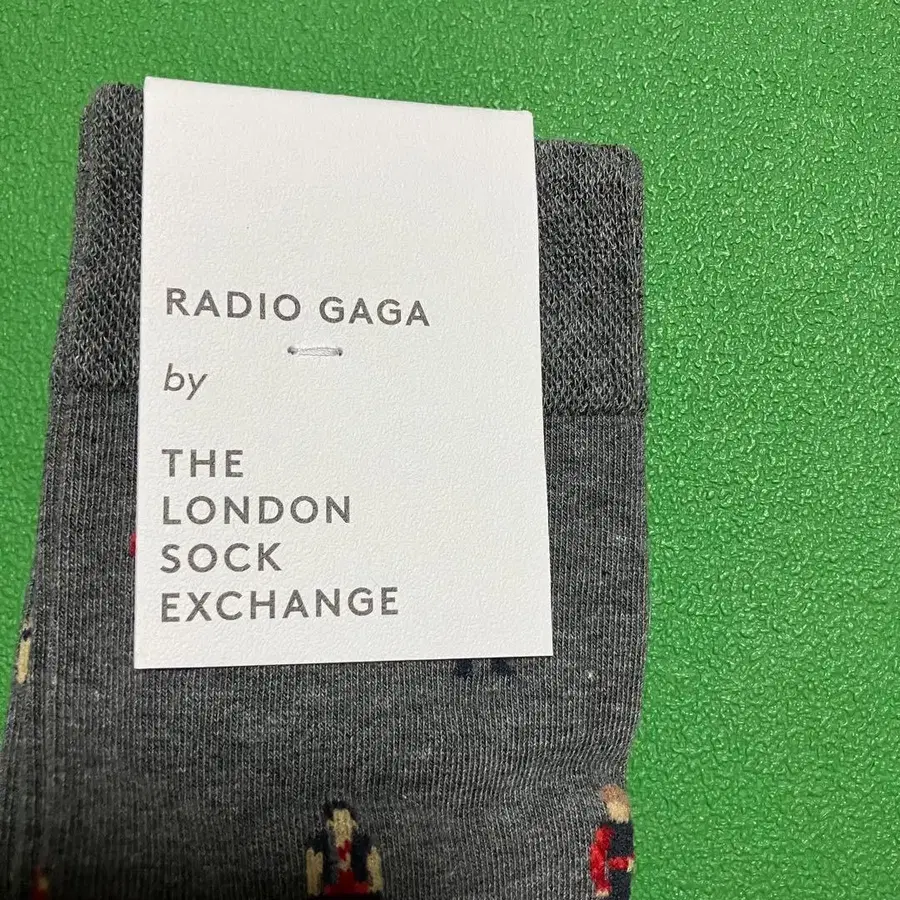 RADIO GAGA
by
THE
LONDON
SOCK
EXCHANGE